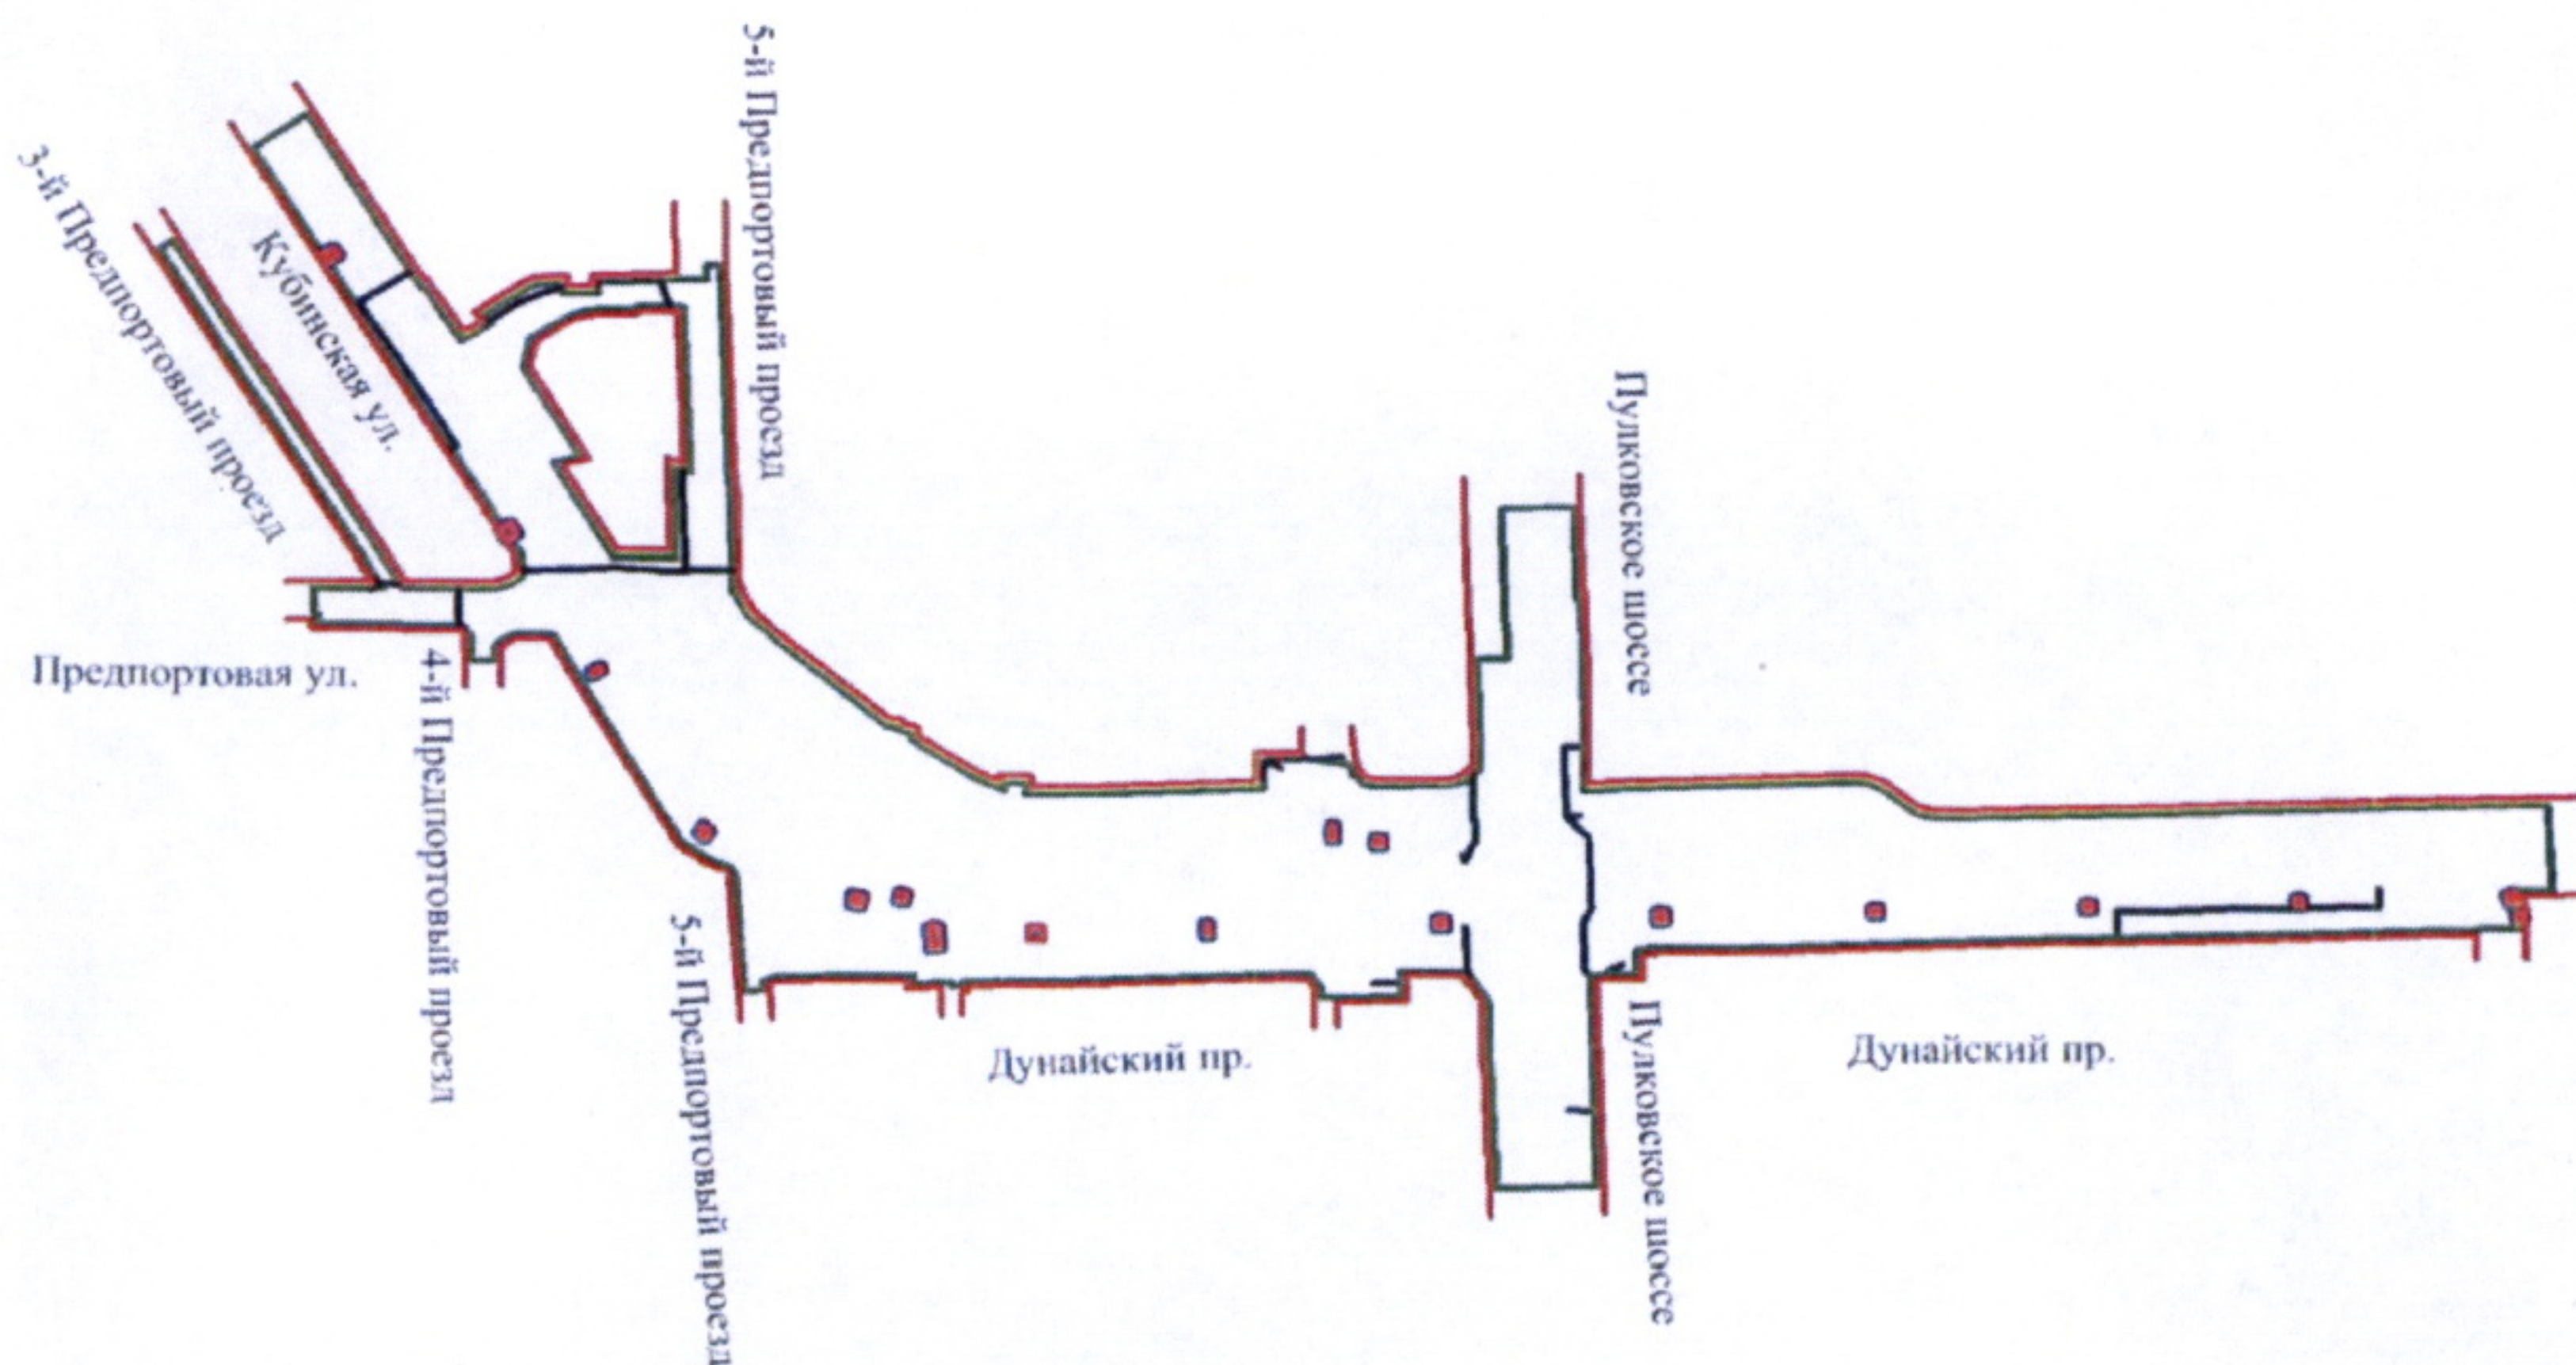 5-й Предпортовый проезд
3-й Предпортовый проезд
Кубинская ул.
Пулковское шоссе
Предпортовая ул.
4-й Предпортовый проезд
5-й Предпортовый проезд
Дунайский пр.
Пулковское шоссе
Дунайский пр.